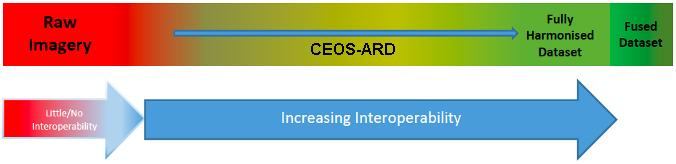 Raw
Imagery
CEOS-ARD
Fully
Harmonised
Dataset
Fused
Dataset
Little/No
Interoperability
Increasing Interoperability